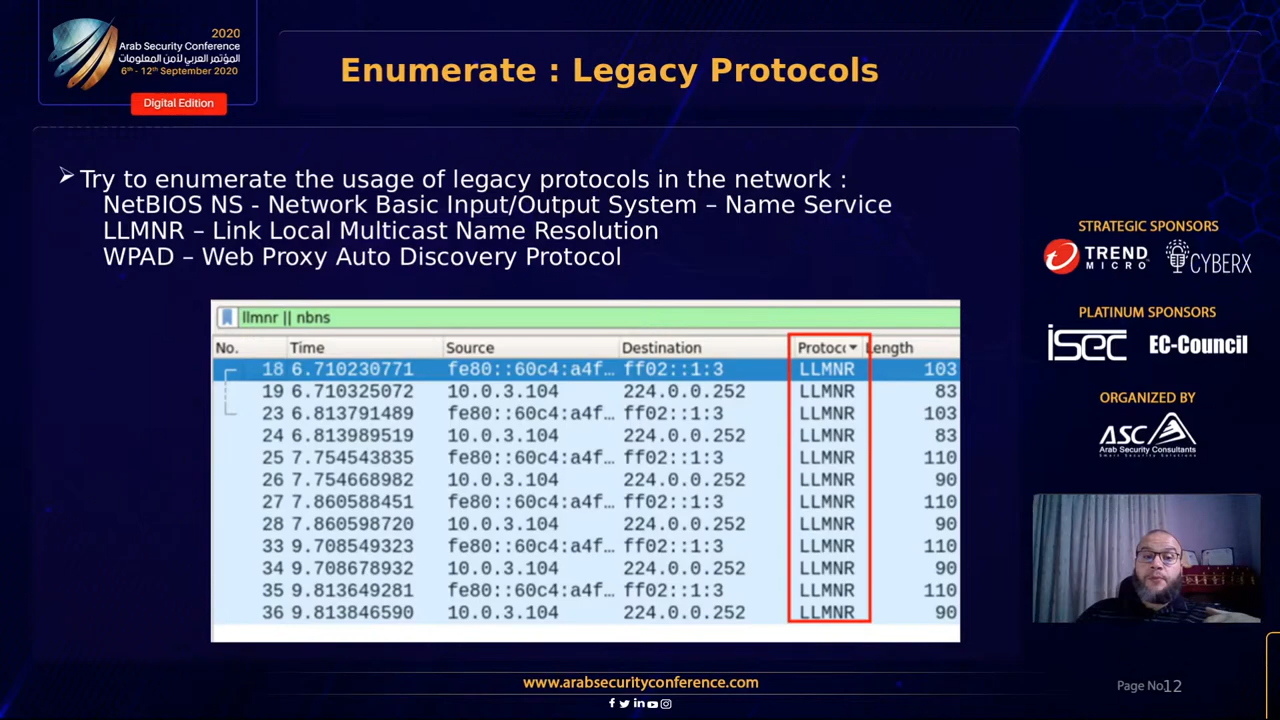 2020
Arab Security Conference
المؤتمر العربي لأمن المعلومات
6th - 12th September 2020
Digital Edition
Enumerate : Legacy Protocols
Try to enumerate the usage of legacy protocols in the network :
NetBIOS NS - Network Basic Input/Output System – Name Service
LLMNR – Link Local Multicast Name Resolution
WPAD – Web Proxy Auto Discovery Protocol
llmnr || nbns
No. Time Source Destination Protoco Length
18 6.710230771 fe80::60c4:a4f… ff02::1:3 LLMNR 103
19 6.710325072 10.0.3.104 224.0.0.252 LLMNR 83
23 6.813791489 fe80::60c4:a4f… ff02::1:3 LLMNR 103
24 6.813989519 10.0.3.104 224.0.0.252 LLMNR 83
25 7.754543835 fe80::60c4:a4f… ff02::1:3 LLMNR 110
26 7.754668982 10.0.3.104 224.0.0.252 LLMNR 90
27 7.860588451 fe80::60c4:a4f… ff02::1:3 LLMNR 110
28 7.860598720 10.0.3.104 224.0.0.252 LLMNR 90
33 9.708549323 fe80::60c4:a4f… ff02::1:3 LLMNR 110
34 9.708678932 10.0.3.104 224.0.0.252 LLMNR 90
35 9.813649281 fe80::60c4:a4f… ff02::1:3 LLMNR 110
36 9.813846590 10.0.3.104 224.0.0.252 LLMNR 90
STRATEGIC SPONSORS
TREND MICRO CYBERX
PLATINUM SPONSORS
isec EC-Council
ORGANIZED BY
ASC
Arab Security Consultants
Smart Security Solutions
www.arabsecurityconference.com
Page No12